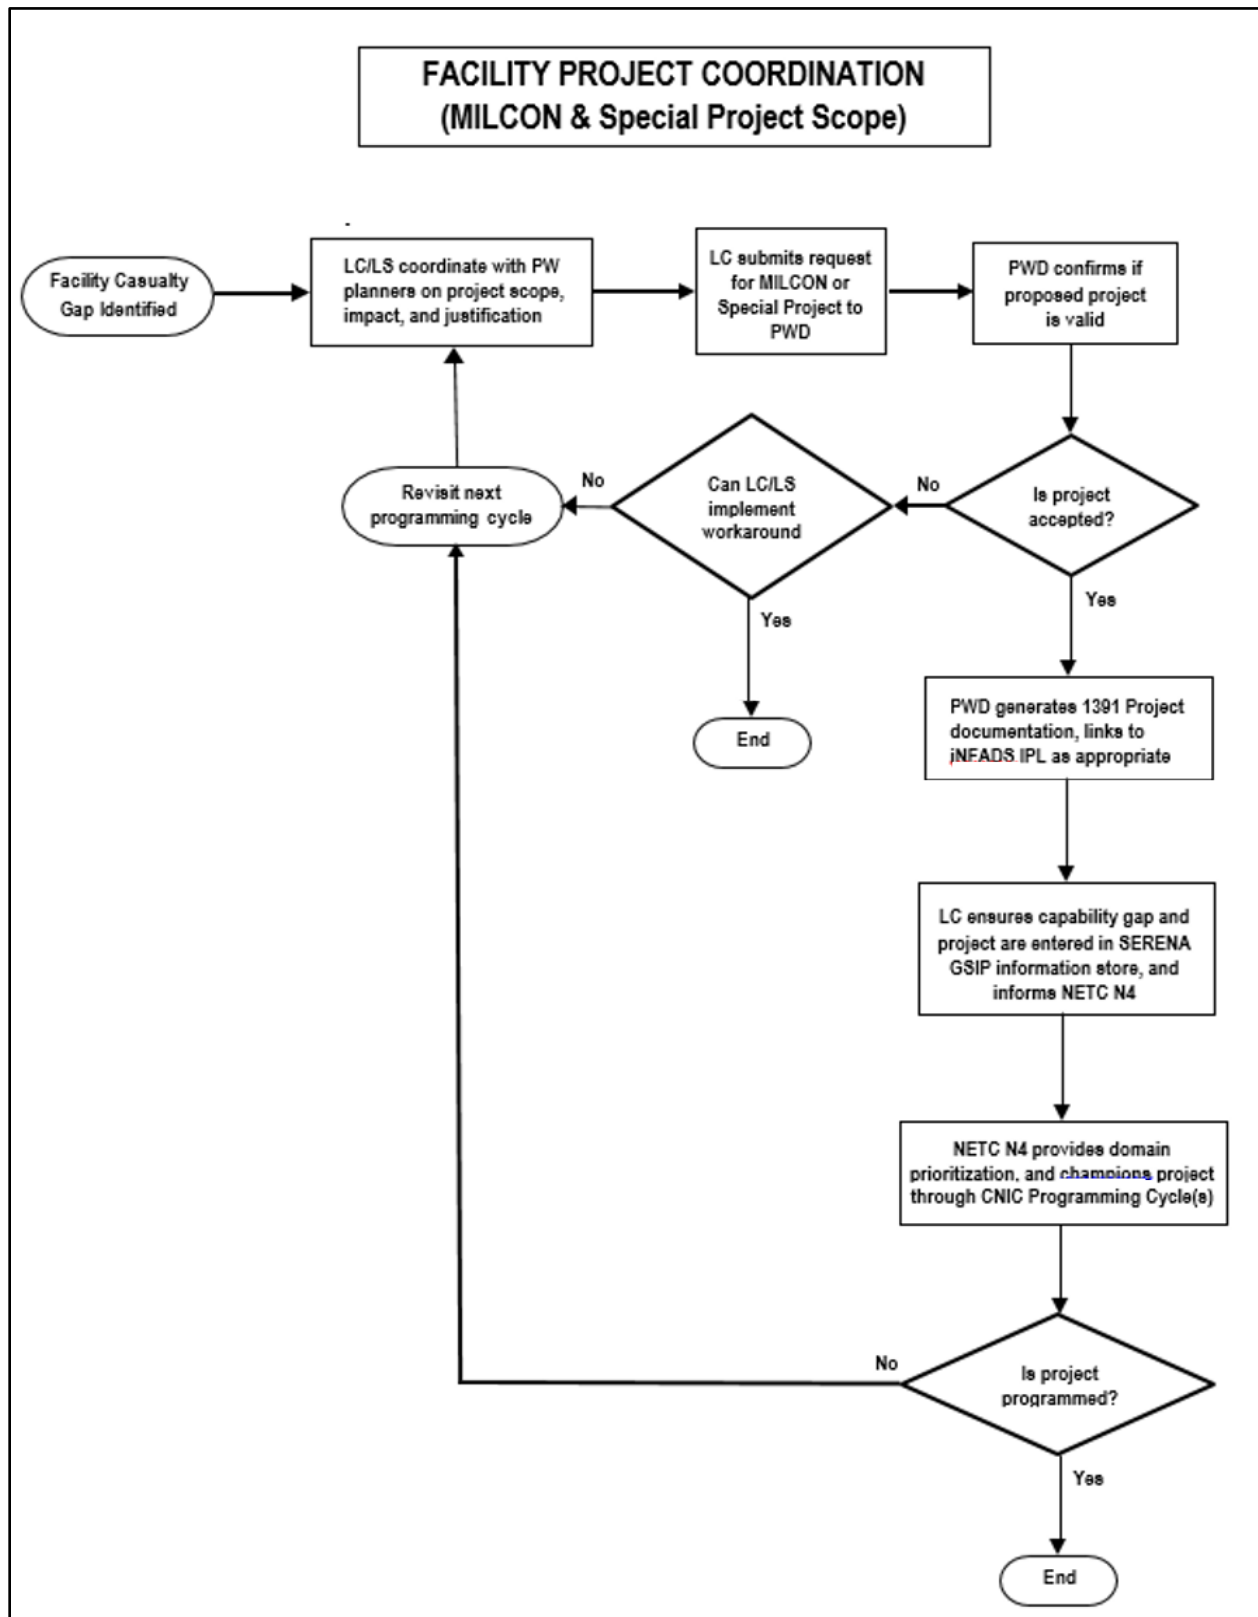 FACILITY PROJECT COORDINATION
(MILCON & Special Project Scope)
Facility Casualty
Gap Identified
LC/LS coordinate with PW
planners on project scope,
impact, and justification
LC submits request
for MILCON or
Special Project to
PWD
PWD confirms if
proposed project
is valid
Is project
accepted?
No
Can LC/LS
implement
workaround
No
Revisit next
programming cycle
Yes
End
Yes
PWD generates 1391 Project
documentation, links to
iNFADS IPL as appropriate
LC ensures capability gap and
project are entered in SERENA
GSIP information store, and
informs NETC N4
NETC N4 provides domain
prioritization, and champions project
through CNIC Programming Cycle(s)
Is project
programmed?
No
Yes
End